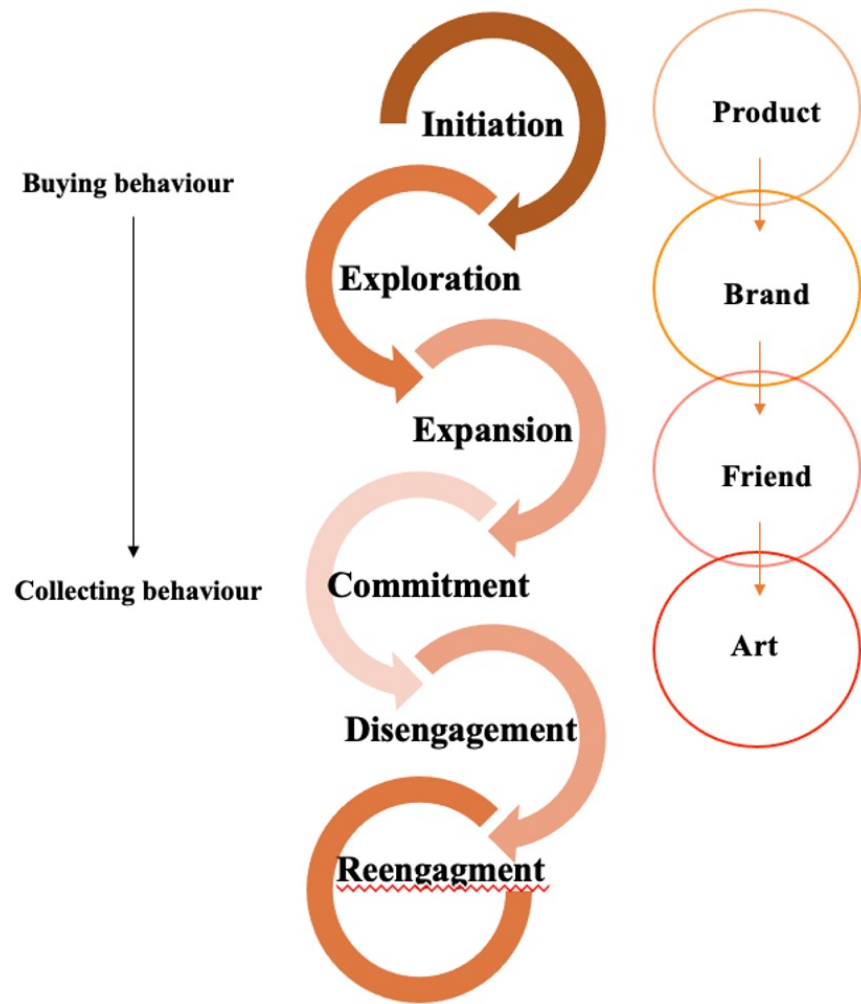 Buying behaviour
Collecting behaviour
Initiation
Exploration
Expansion
Commitment
Disengagement
Reengagment
Product
Brand
Friend
Art